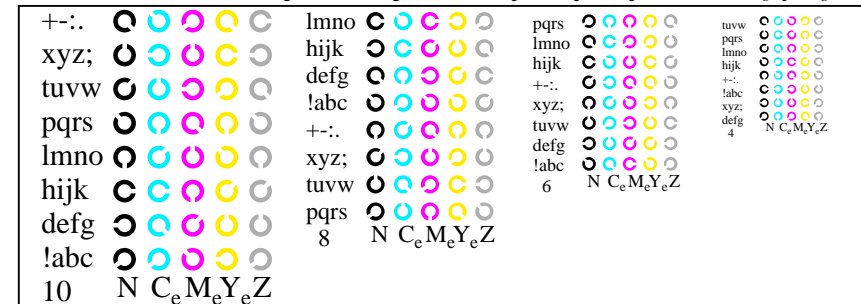 +-:.
xyz;
tuvw
pqrs
lmno
hijk
defg
!abc
10 N CeMeYeZ
lmno
hijk
defg
!abc
+-:.
xyz;
tuvw
pqrs
8 N CeMeYeZ
pqrs
lmno
hijk
+-:.
xyz;
tuvw
defg
!abc
6 N CeMeYeZ
tuvw
pqrs
lmno
hijk
+-:.
!abc
xyz;
defg
4 N CeMeYeZ